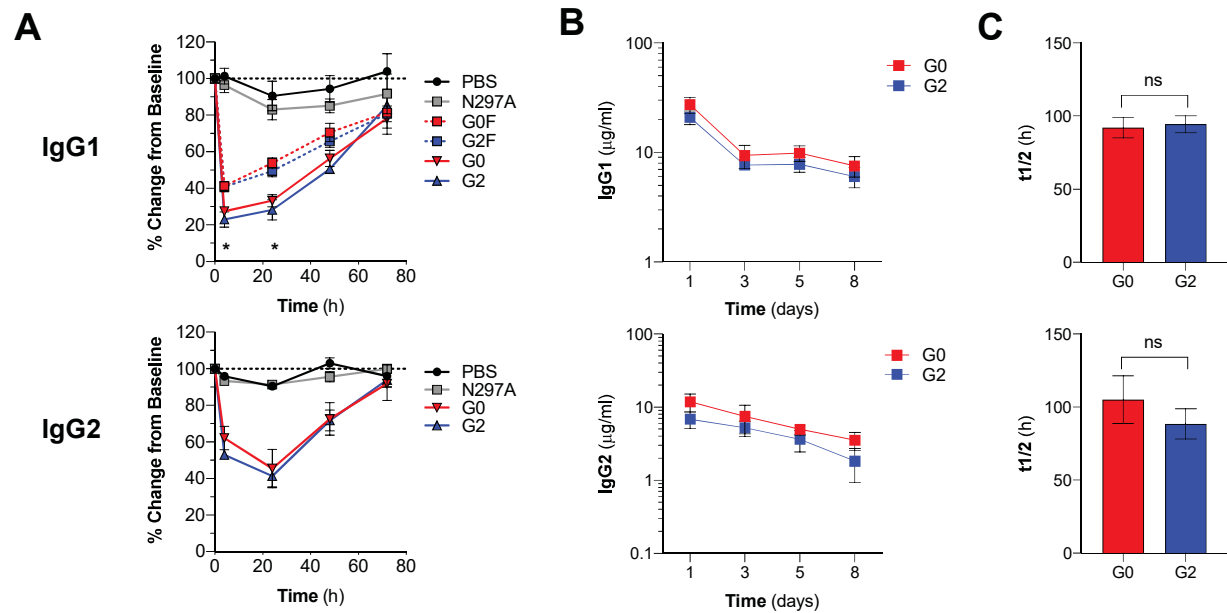 A
B
C
IgG1
% Change from Baseline
120
100
80
60
40
20
0
* *
0 20 40 60 80
Time (h)
PBS
N297A
G0F
G2F
G0
G2
IgG1 (µg/ml)
100
10
1
1 3 5 8
Time (days)
G0
G2
t1/2 (h)
150
100
50
0
ns
G0 G2
IgG2
% Change from Baseline
120
100
80
60
40
20
0
0 20 40 60 80
Time (h)
PBS
N297A
G0
G2
IgG2 (µg/ml)
100
10
1
0.1
1 3 5 8
Time (days)
G0
G2
t1/2 (h)
150
100
50
0
ns
G0 G2